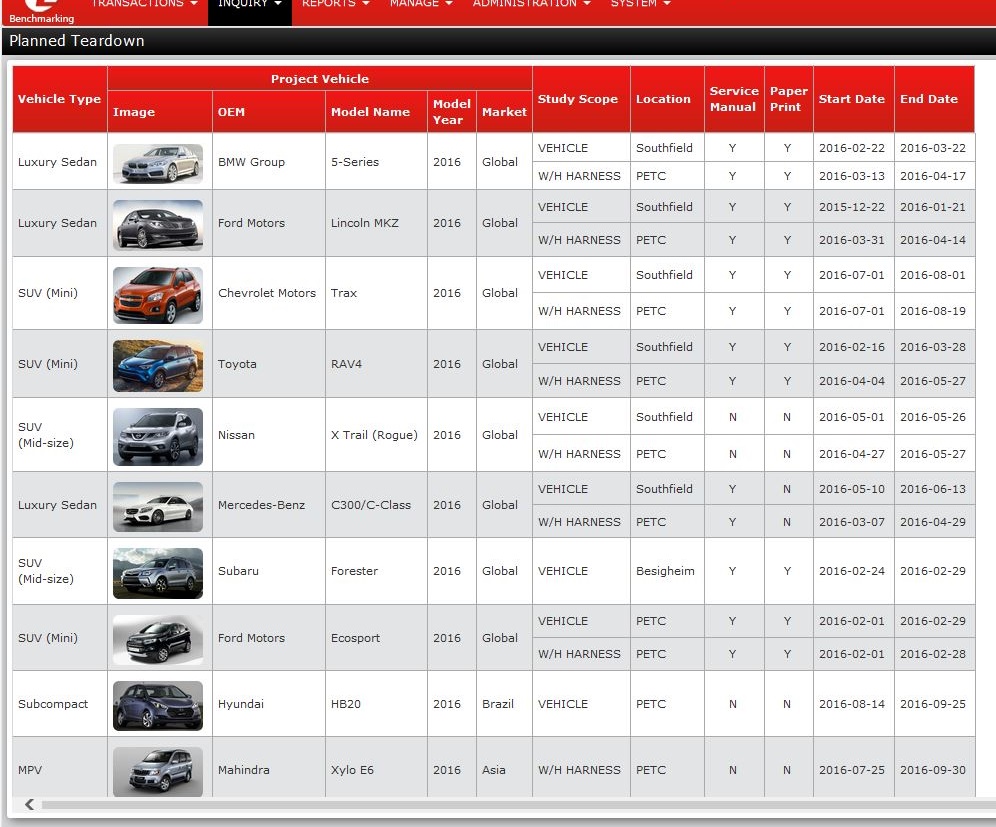 TRANSACTIONS INQUIRY REPORTS MANAGE ADMINISTRATION SYSTEM
Benchmarking
Planned Teardown
Vehicle Type Project Vehicle Study Scope Location Service Manual Paper Print Start Date End Date
Image OEM Model Name Model Year Market
Luxury Sedan BMW Group 5-Series 2016 Global
VEHICLE Southfield Y Y 2016-02-22 2016-03-22
W/H HARNESS PETC Y Y 2016-03-13 2016-04-17
Luxury Sedan Ford Motors Lincoln MKZ 2016 Global
VEHICLE Southfield Y Y 2015-12-22 2016-01-21
W/H HARNESS PETC Y Y 2016-03-31 2016-04-14
SUV (Mini) Chevrolet Motors Trax 2016 Global
VEHICLE Southfield Y Y 2016-07-01 2016-08-01
W/H HARNESS PETC Y Y 2016-07-01 2016-08-19
SUV (Mini) Toyota RAV4 2016 Global
VEHICLE Southfield Y Y 2016-02-16 2016-03-28
W/H HARNESS PETC Y Y 2016-04-04 2016-05-27
SUV (Mid-size) Nissan X Trail (Rogue) 2016 Global
VEHICLE Southfield N N 2016-05-01 2016-05-26
W/H HARNESS PETC N N 2016-04-27 2016-05-27
Luxury Sedan Mercedes-Benz C300/C-Class 2016 Global
VEHICLE Southfield Y N 2016-05-10 2016-06-13
W/H HARNESS PETC Y N 2016-03-07 2016-04-29
SUV (Mid-size) Subaru Forester 2016 Global VEHICLE Besigheim Y Y 2016-02-24 2016-02-29
SUV (Mini) Ford Motors Ecosport 2016 Global
VEHICLE PETC Y Y 2016-02-01 2016-02-29
W/H HARNESS PETC Y Y 2016-02-01 2016-02-28
Subcompact Hyundai HB20 2016 Brazil VEHICLE PETC N N 2016-08-14 2016-09-25
MPV Mahindra Xylo E6 2016 Asia W/H HARNESS PETC N N 2016-07-25 2016-09-30